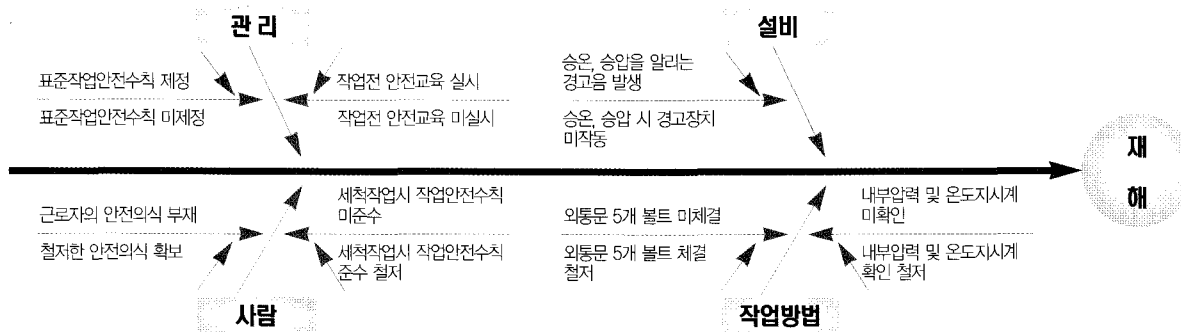 관 리
표준작업안전수칙 제정
표준작업안전수칙 미제정
작업전 안전교육 실시
작업전 안전교육 미실시
설비
승온, 승압을 알리는
경고음 발생
승온, 승압 시 경고장치
미작동
재
해
근로자의 안전의식 부재
철저한 안전의식 확보
세척작업시 작업안전수칙
미준수
세척작업시 작업안전수칙
준수 철저
사람
외통문 5개 볼트 미체결
외통문 5개 볼트 체결
철저
내부압력 및 온도지시계
미확인
내부압력 및 온도지시계
확인 철저
작업방법